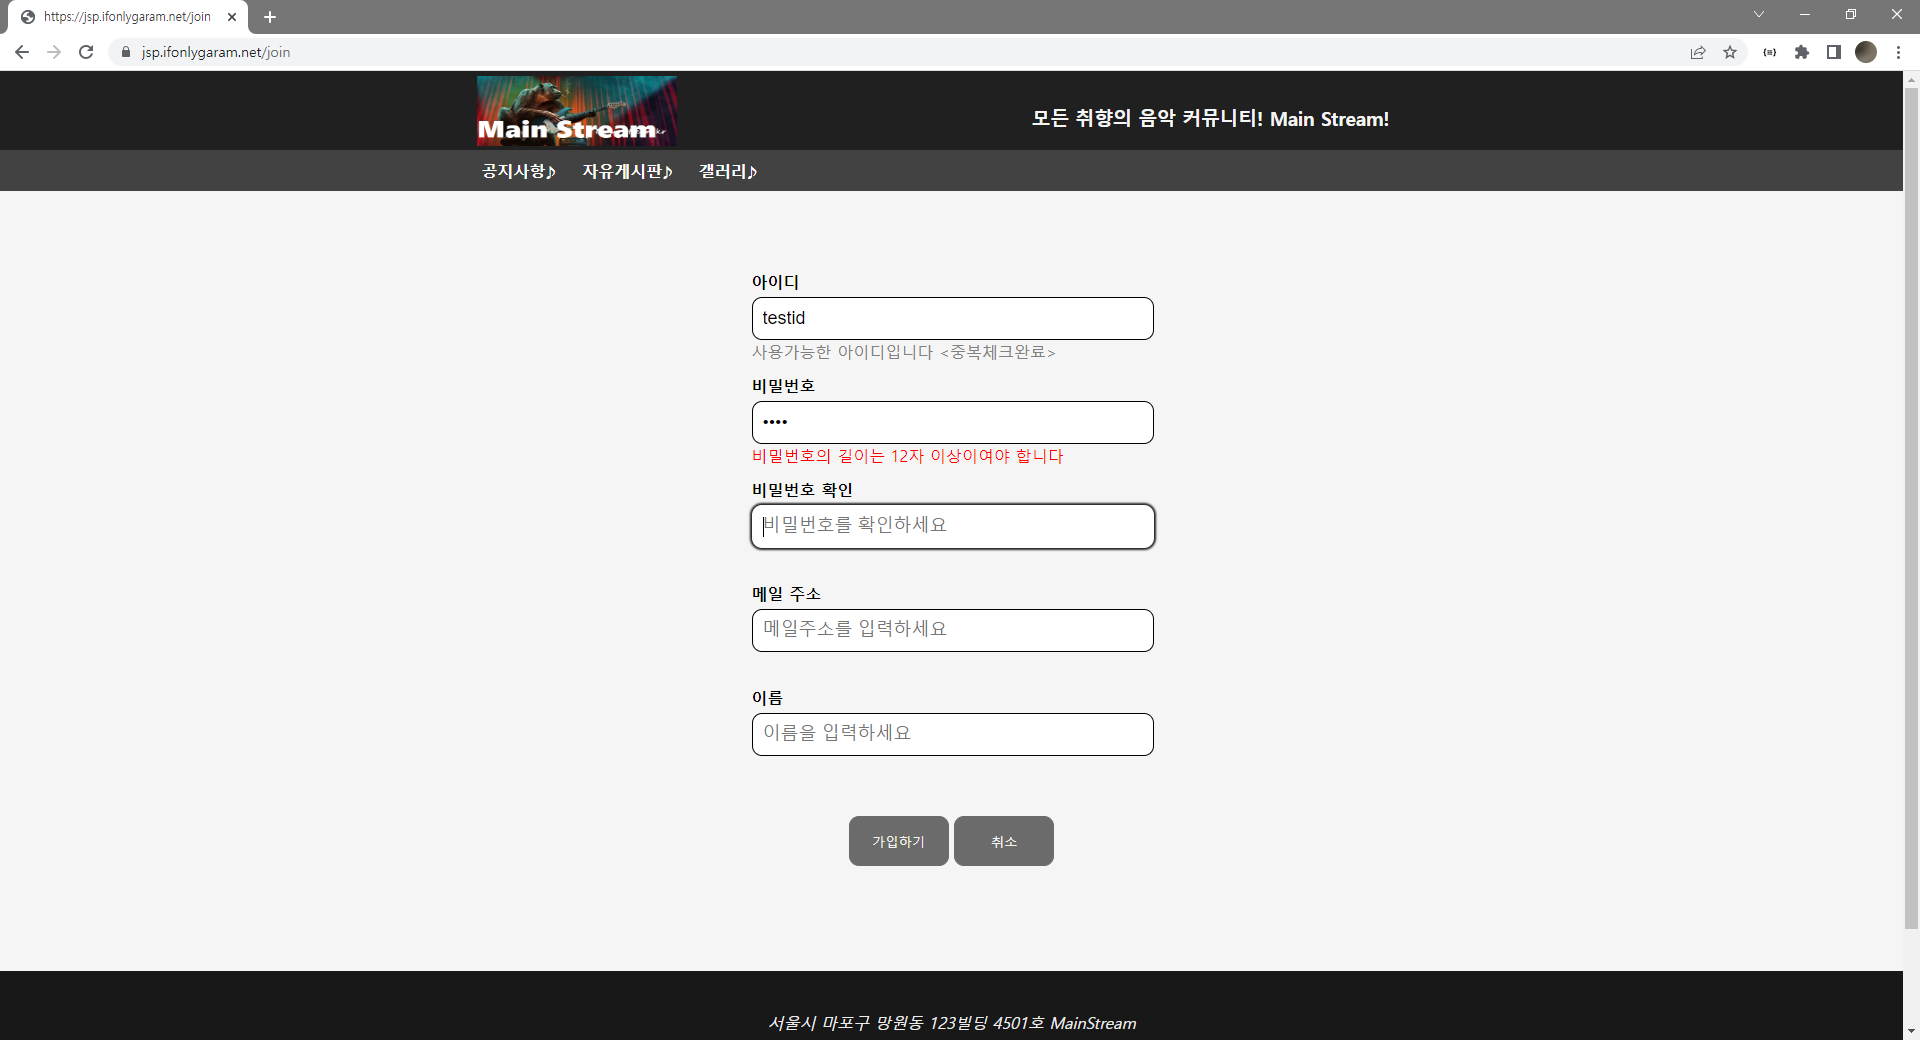 https://jsp.ifonlygaram.net/join
jsp.ifonlygaram.net/join
Main Stream
모든 취향의 음악 커뮤니티! Main Stream!
공지사항♪ 자유게시판♪ 갤러리♪
아이디
testid
사용가능한 아이디입니다 <중복체크완료>
비밀번호
••••
비밀번호의 길이는 12자 이상이여야 합니다
비밀번호 확인
비밀번호를 확인하세요
메일 주소
메일주소를 입력하세요
이름
이름을 입력하세요
가입하기 취소
서울시 마포구 망원동 123빌딩 4501호 MainStream